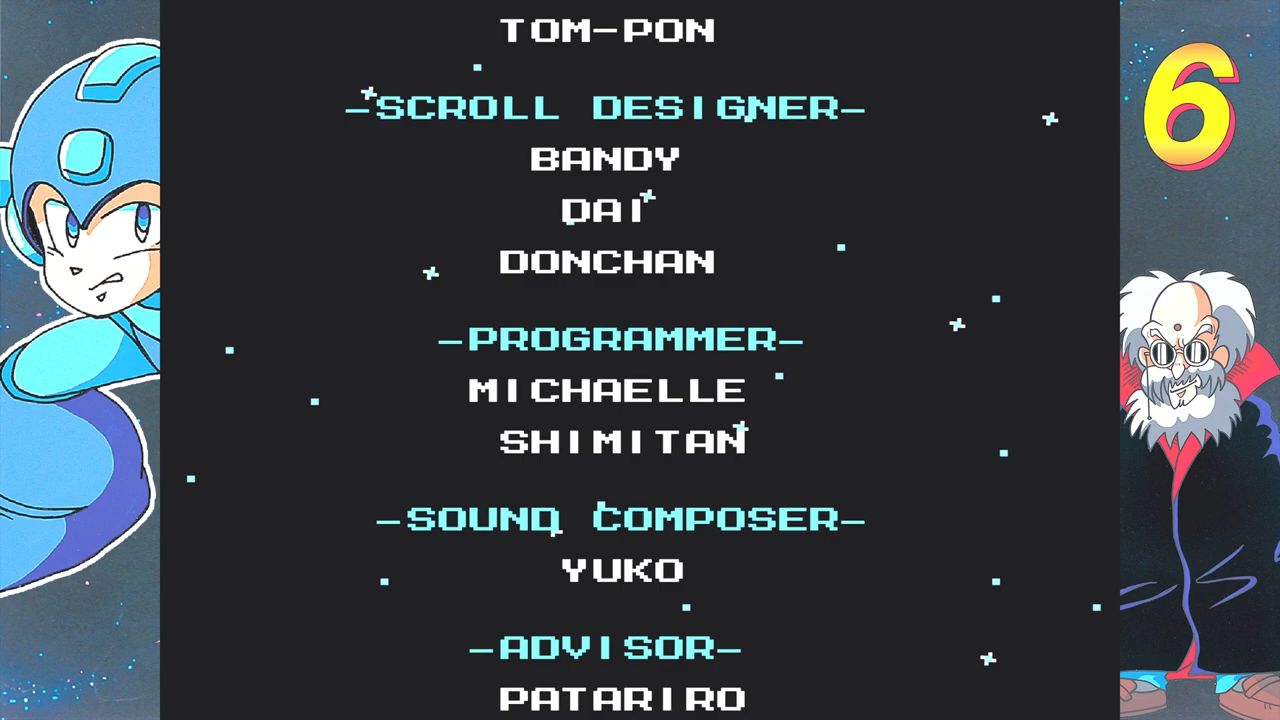 TOM-PON
-SCROLL DESIGNER-
BANDY
DAI
DONCHAN
-PROGRAMMER-
MICHAELLE
SHIMITAN
-SOUND COMPOSER-
YUKO
-ADVISOR-
PATARIRO
6